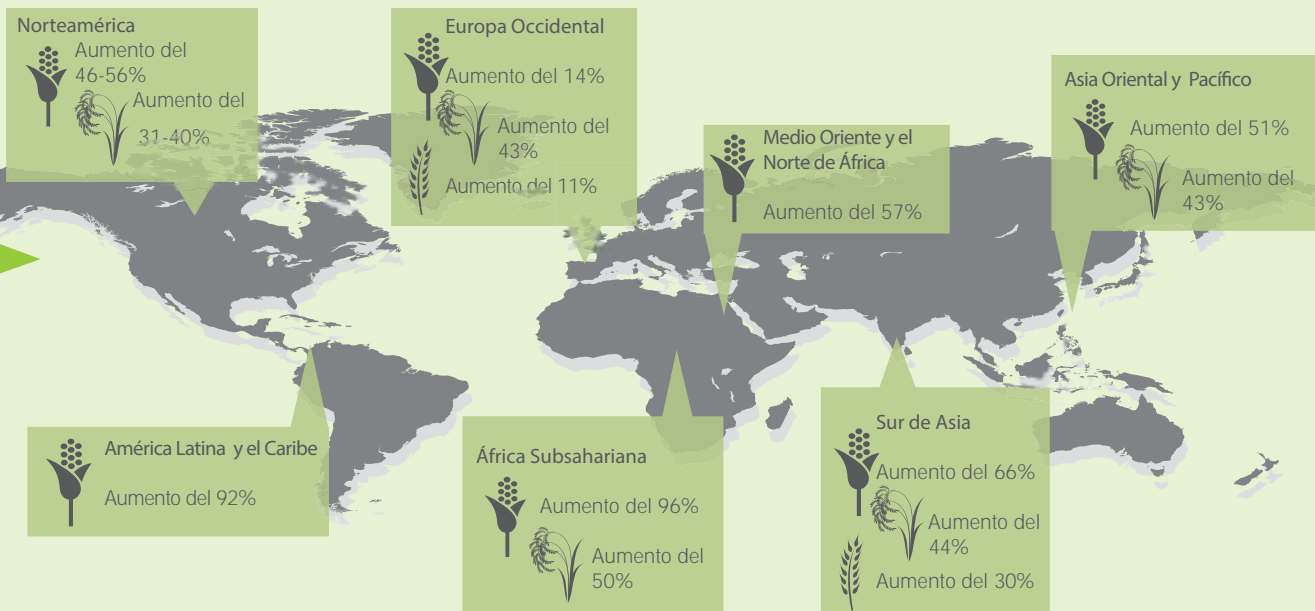 Norteamérica
Aumento del
46-56%
Aumento del
31-40%
Europa Occidental
Aumento del 14%
Aumento del
43%
Aumento del 11%
Medio Oriente y el
Norte de África
Aumento del 57%
Asia Oriental y Pacífico
Aumento del 51%
Aumento del
43%
América Latina y el Caribe
Aumento del 92%
África Subsahariana
Aumento del 96%
Aumento del
50%
Sur de Asia
Aumento del 66%
Aumento del
44%
Aumento del 30%